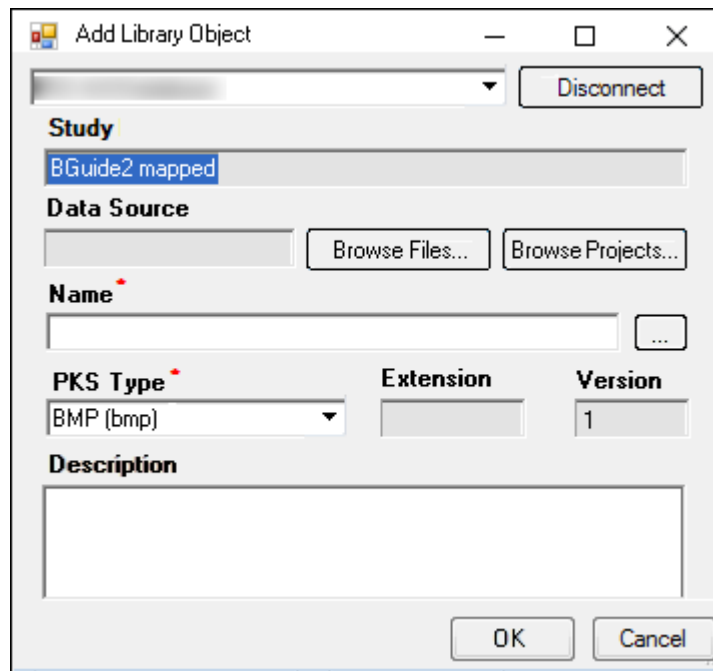 Add Library Object
Disconnect
Study
BGuide2 mapped
Data Source
Browse Files... Browse Projects...
Name*
...
PKS Type* Extension Version
BMP (bmp) 1
Description
OK Cancel